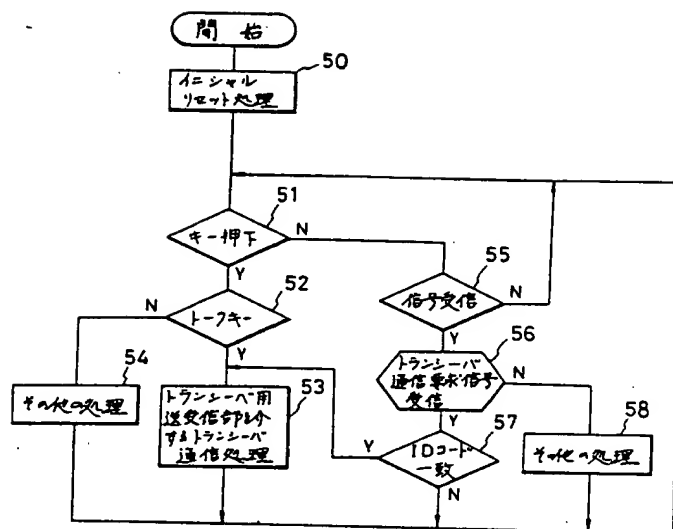 開始
50
イニシャル
リセット処理
51
キー押下
N
Y
55
信号受信
N
Y
52
トークキー
N
Y
56
トランシーバ
通信要求信号
受信
N
Y
54
その他の処理
53
トランシーバ用
送受信部を介
するトランシーバ
通信処理
57
IDコード
一致
Y
N
58
その他の処理